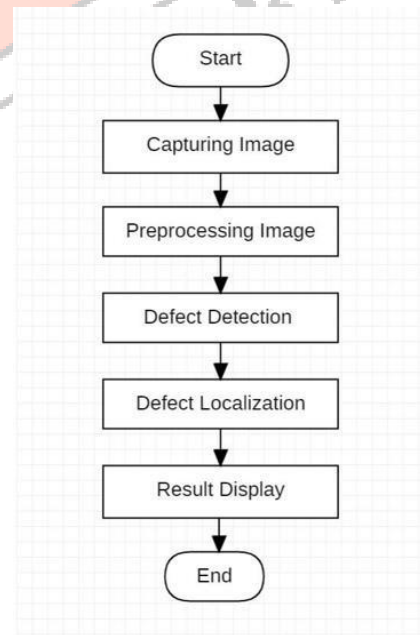 Start
Capturing Image
Preprocessing Image
Defect Detection
Defect Localization
Result Display
End